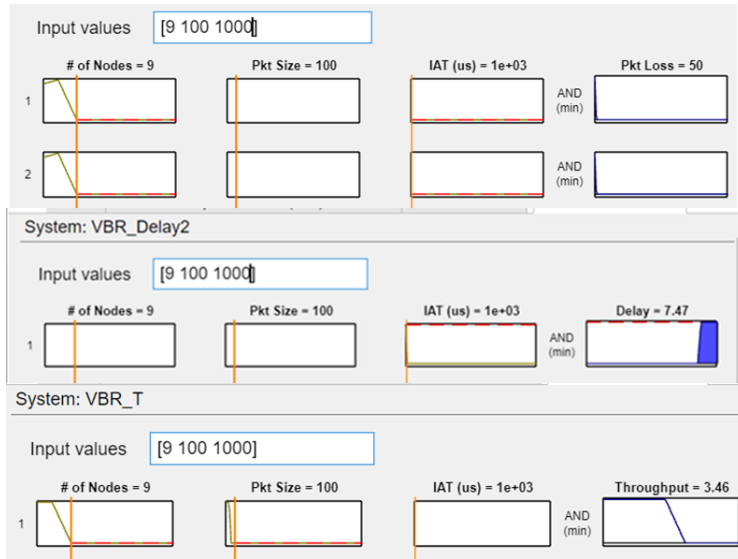 Input values [9 100 1000]
# of Nodes = 9 Pkt Size = 100 IAT (us) = 1e+03 Pkt Loss = 50
1 AND
(min)
2 AND
(min)
System: VBR_Delay2
Input values [9 100 1000]
# of Nodes = 9 Pkt Size = 100 IAT (us) = 1e+03 Delay = 7.47
1 AND
(min)
System: VBR_T
Input values [9 100 1000]
# of Nodes = 9 Pkt Size = 100 IAT (us) = 1e+03 Throughput = 3.46
1 AND
(min)